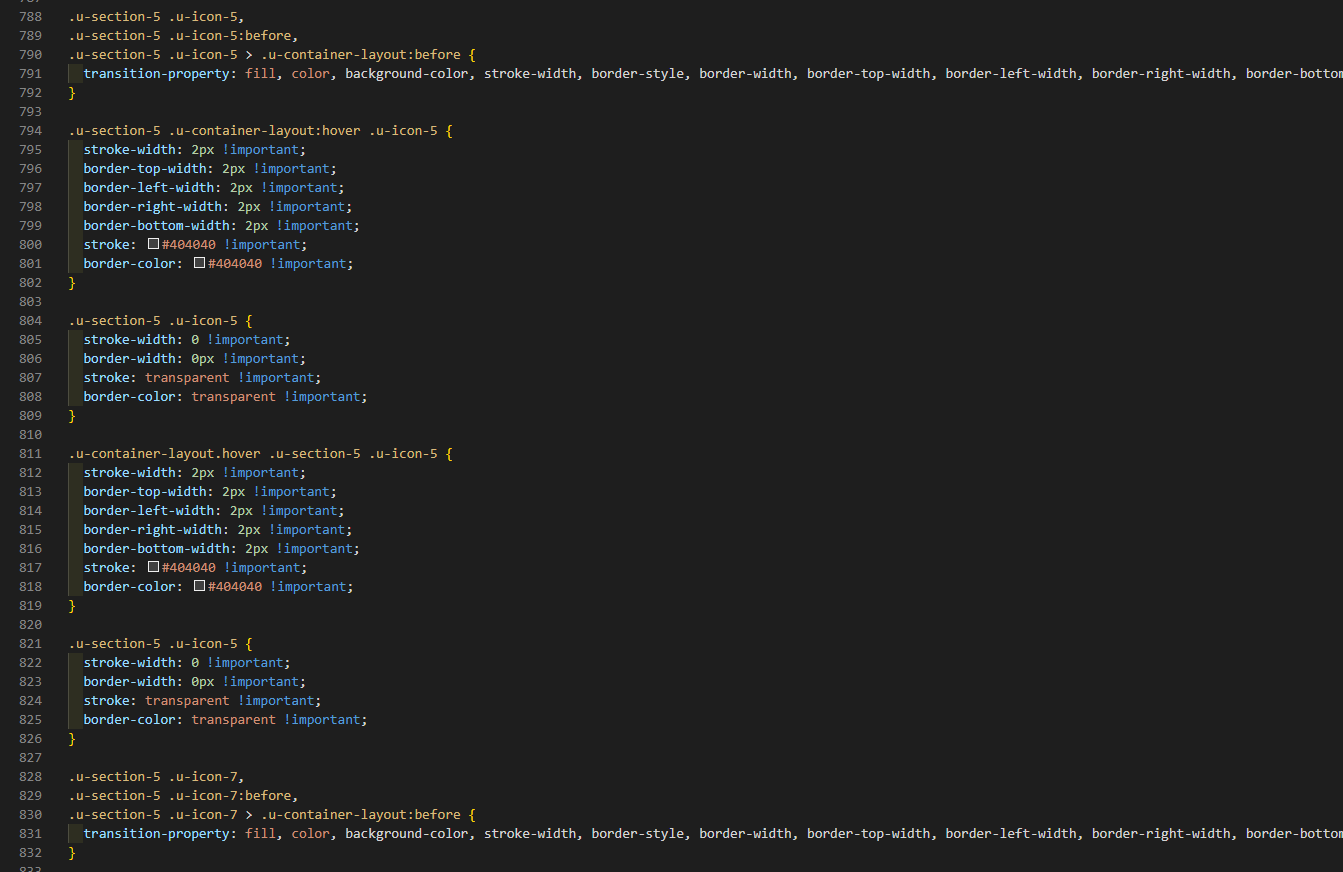 788 .u-section-5 .u-icon-5,
789 .u-section-5 .u-icon-5:before,
790 .u-section-5 .u-icon-5 > .u-container-layout:before {
791 transition-property: fill, color, background-color, stroke-width, border-style, border-width, border-top-width, border-left-width, border-right-width, border-bottom
792 }
793
794 .u-section-5 .u-container-layout:hover .u-icon-5 {
795 stroke-width: 2px !important;
796 border-top-width: 2px !important;
797 border-left-width: 2px !important;
798 border-right-width: 2px !important;
799 border-bottom-width: 2px !important;
800 stroke: #404040 !important;
801 border-color: #404040 !important;
802 }
803
804 .u-section-5 .u-icon-5 {
805 stroke-width: 0 !important;
806 border-width: 0px !important;
807 stroke: transparent !important;
808 border-color: transparent !important;
809 }
810
811 .u-container-layout.hover .u-section-5 .u-icon-5 {
812 stroke-width: 2px !important;
813 border-top-width: 2px !important;
814 border-left-width: 2px !important;
815 border-right-width: 2px !important;
816 border-bottom-width: 2px !important;
817 stroke: #404040 !important;
818 border-color: #404040 !important;
819 }
820
821 .u-section-5 .u-icon-5 {
822 stroke-width: 0 !important;
823 border-width: 0px !important;
824 stroke: transparent !important;
825 border-color: transparent !important;
826 }
827
828 .u-section-5 .u-icon-7,
829 .u-section-5 .u-icon-7:before,
830 .u-section-5 .u-icon-7 > .u-container-layout:before {
831 transition-property: fill, color, background-color, stroke-width, border-style, border-width, border-top-width, border-left-width, border-right-width, border-bottom
832 }